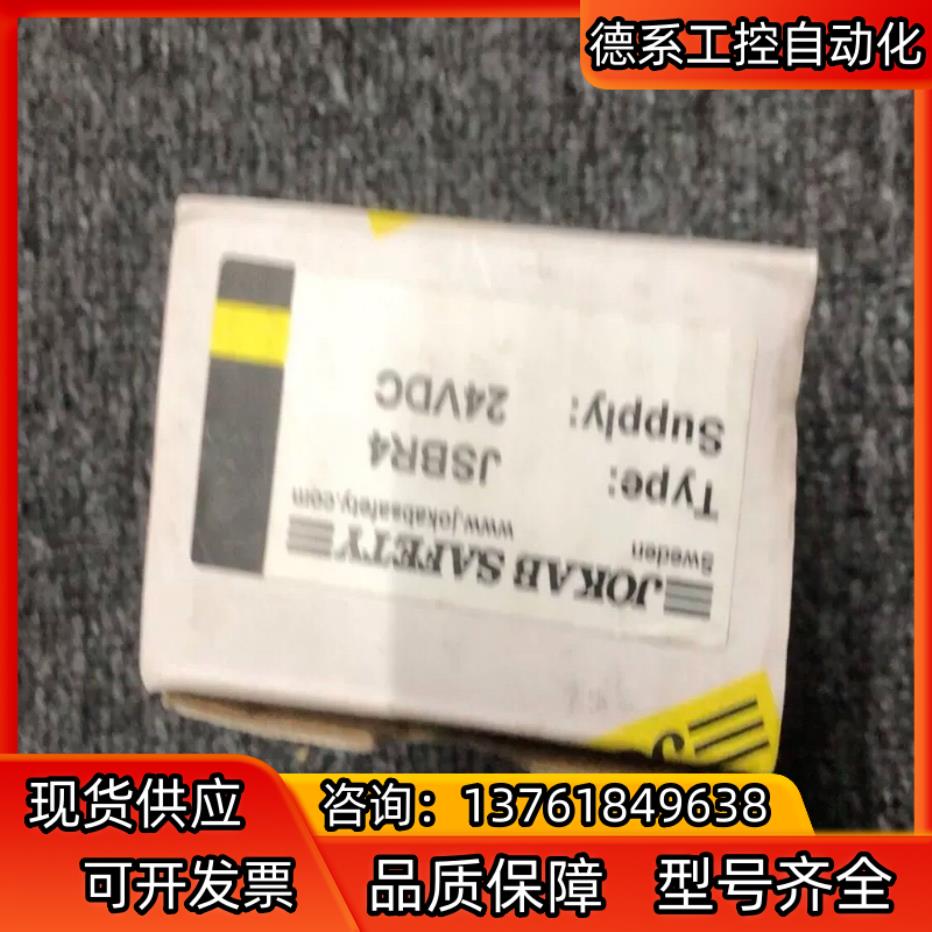 德系工控自动化
JOKAB SAFETY
Sweden
www.jokabsafety.com
Type: JSBR4
Supply: 24VDC
现货供应
咨询：13761849638
可开发票
品质保障
型号齐全